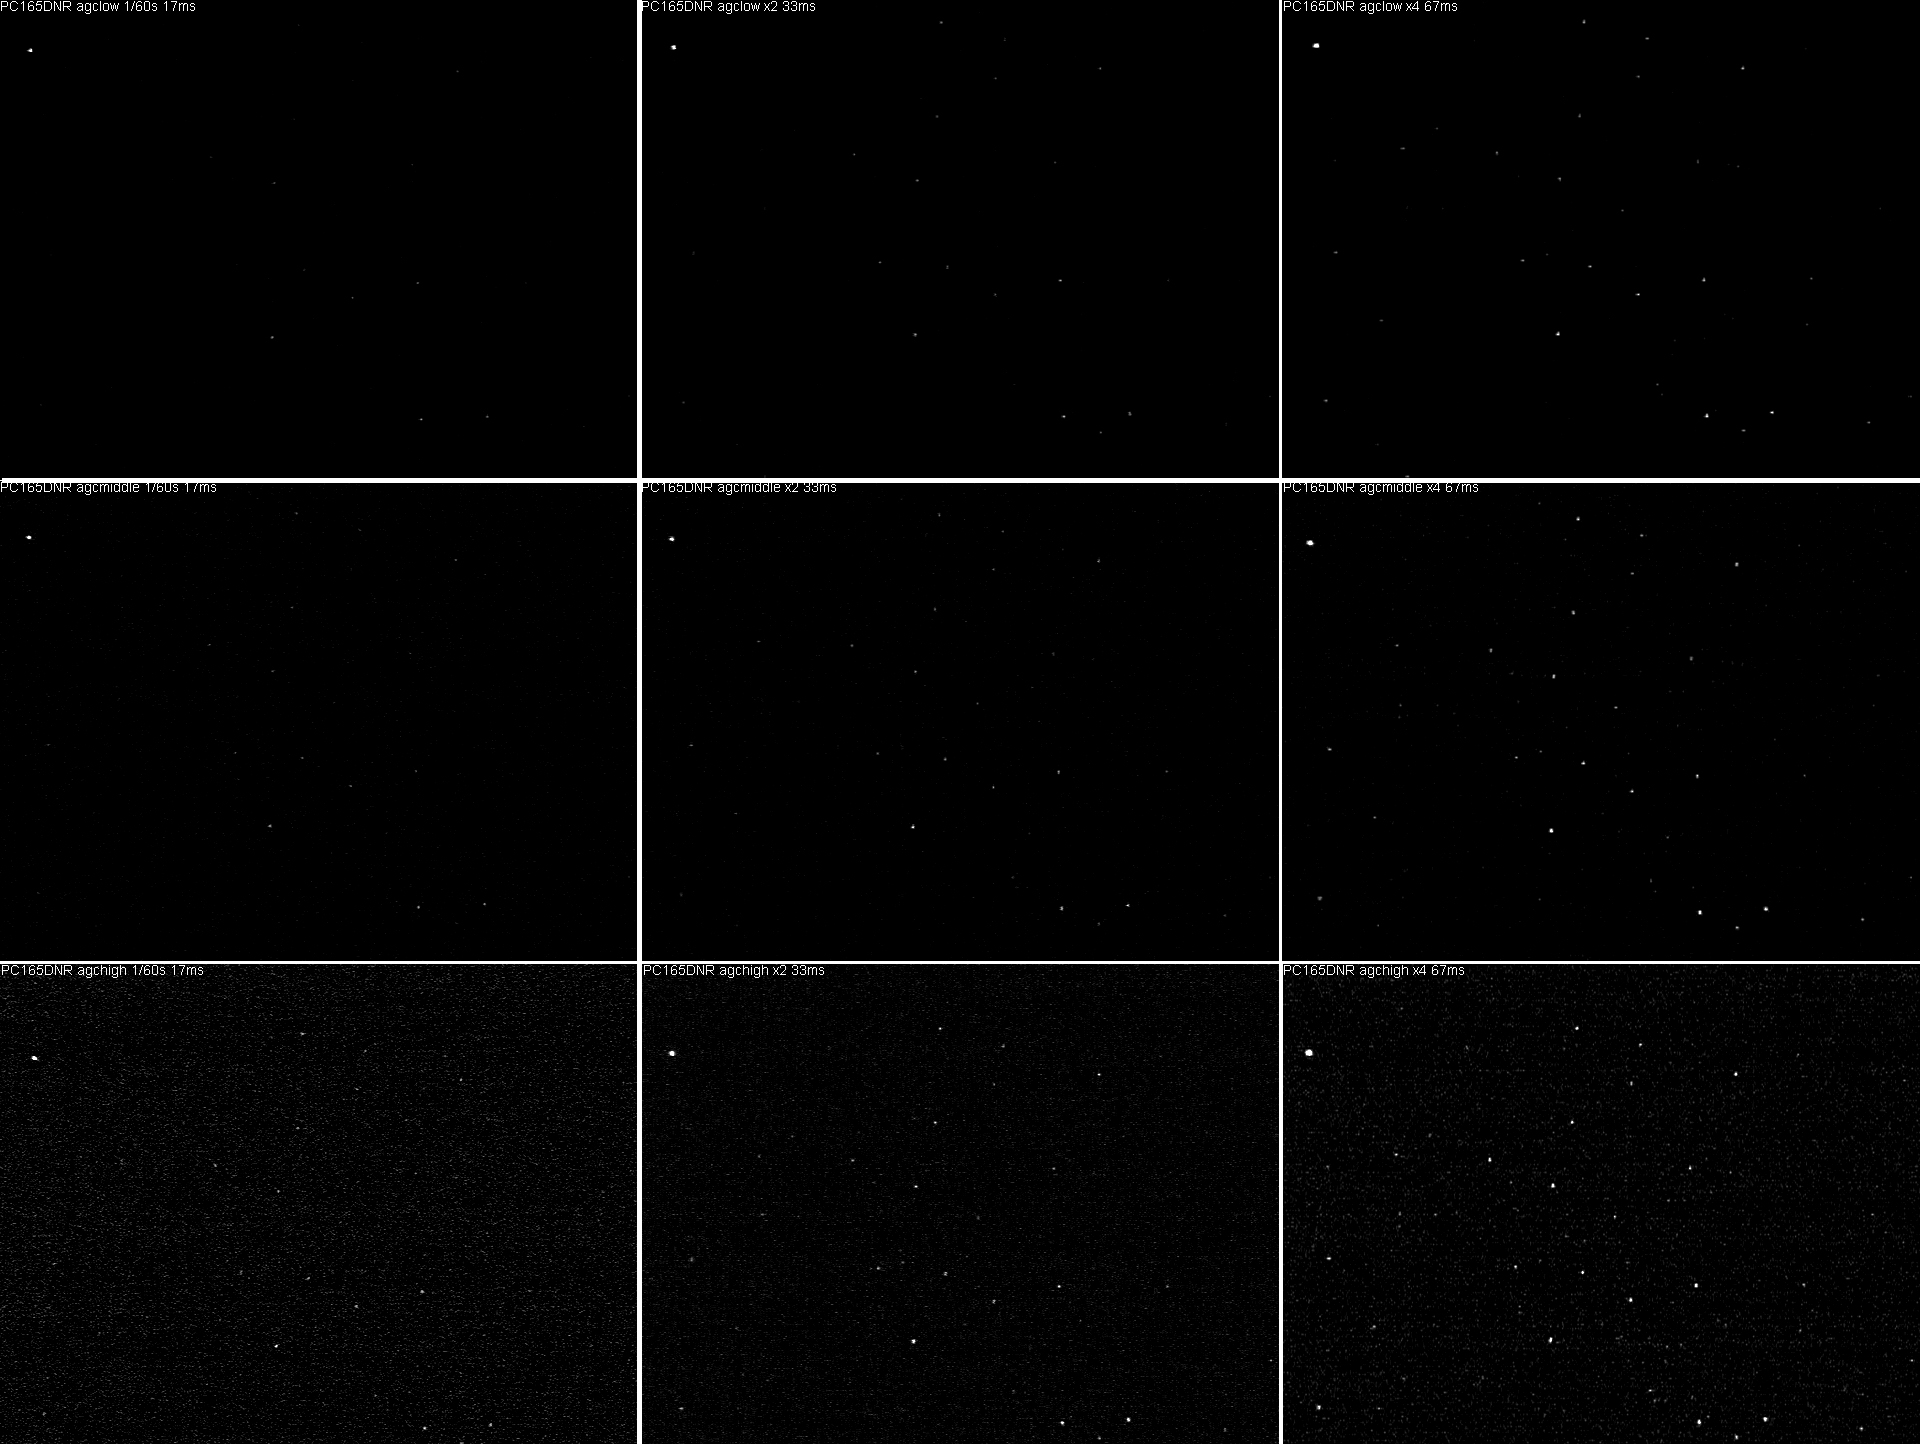 PC165DNR agclow 1/60s 17ms
PC165DNR agclow x2 33ms
PC165DNR agclow x4 67ms
PC165DNR agcmiddle 1/60s 17ms
PC165DNR agcmiddle x2 33ms
PC165DNR agcmiddle x4 67ms
PC165DNR agchigh 1/60s 17ms
PC165DNR agchigh x2 33ms
PC165DNR agchigh x4 67ms